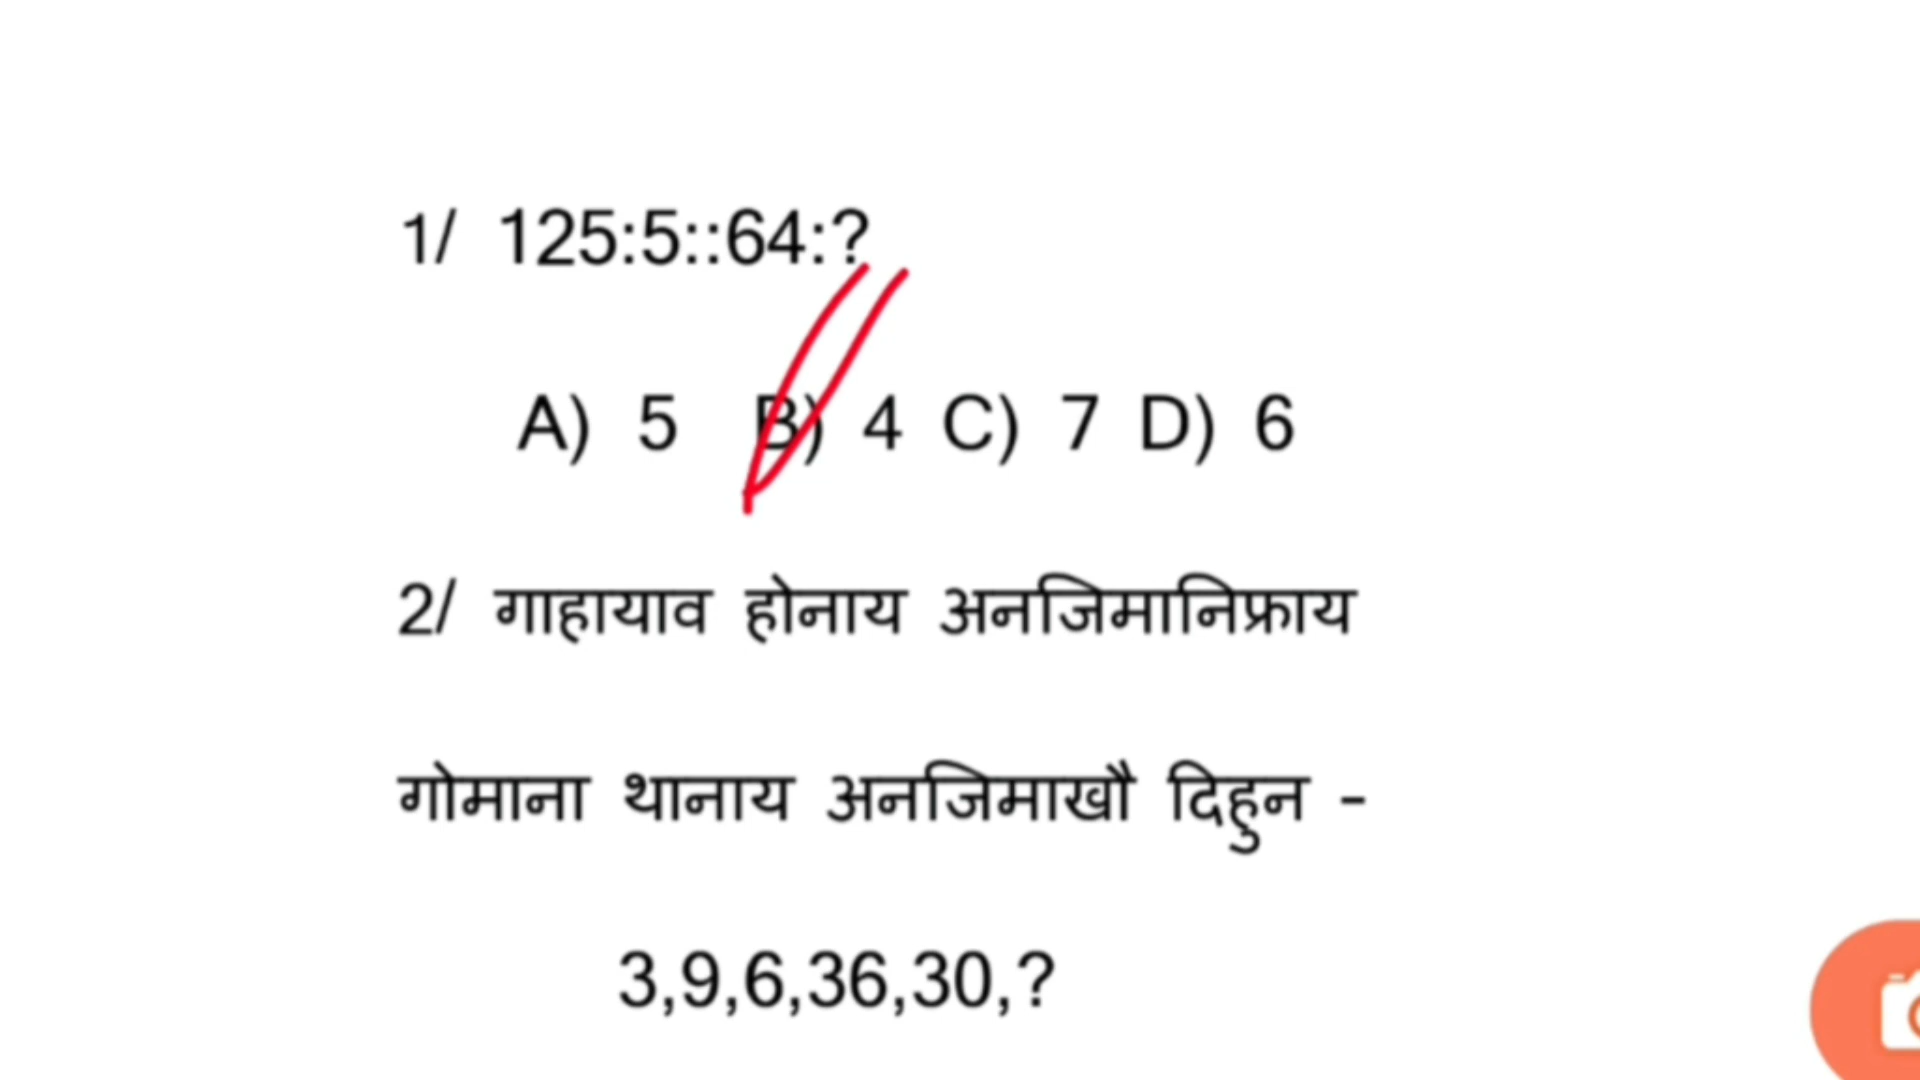 1/ 125:5::64:?
A) 5 B) 4 C) 7 D) 6
2/ गाहायाव होनाय अनजिमानिफ्राय
गोमाना थानाय अनजिमाखौ दिहुन -
3,9,6,36,30,?